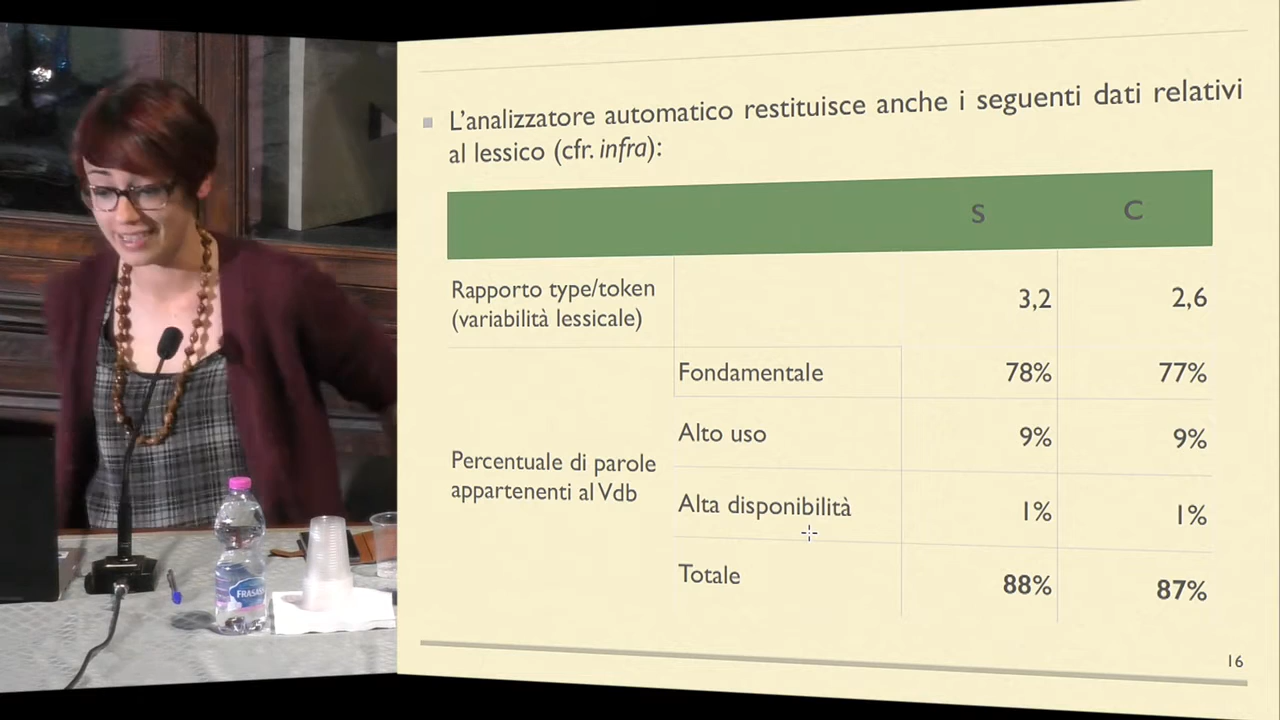 L'analizzatore automatico restituisce anche i seguenti dati relativi
al lessico (cfr. infra):
S C
Rapporto type/token
(variabilità lessicale)
3,2 2,6
Fondamentale 78% 77%
Alto uso 9% 9%
Percentuale di parole
appartenenti al Vdb
Alta disponibilità 1% 1%
Totale 88% 87%
16
FRASASSI